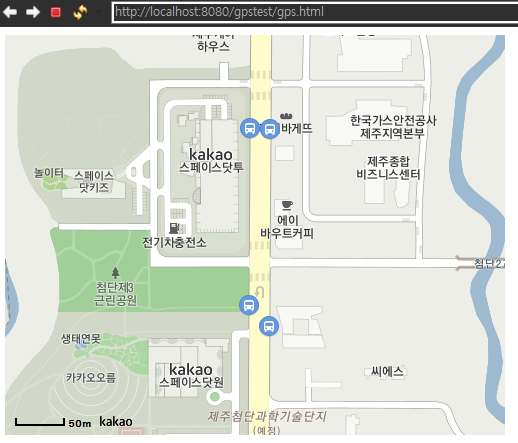 http://localhost:8080/gpstest/gps.html
하우스
바게뜨
한국가스안전공사
제주지역본부
kakao
스페이스닷투
제주종합
비즈니스센터
놀이터
스페이스
닷키즈
에이
바우트커피
전기차충전소
첨단2
첨단제3
근린공원
생태연못
kakao
스페이스닷원
카카오오름
씨에스
제주첨단과학기술단지
(예정)
50m
kakao